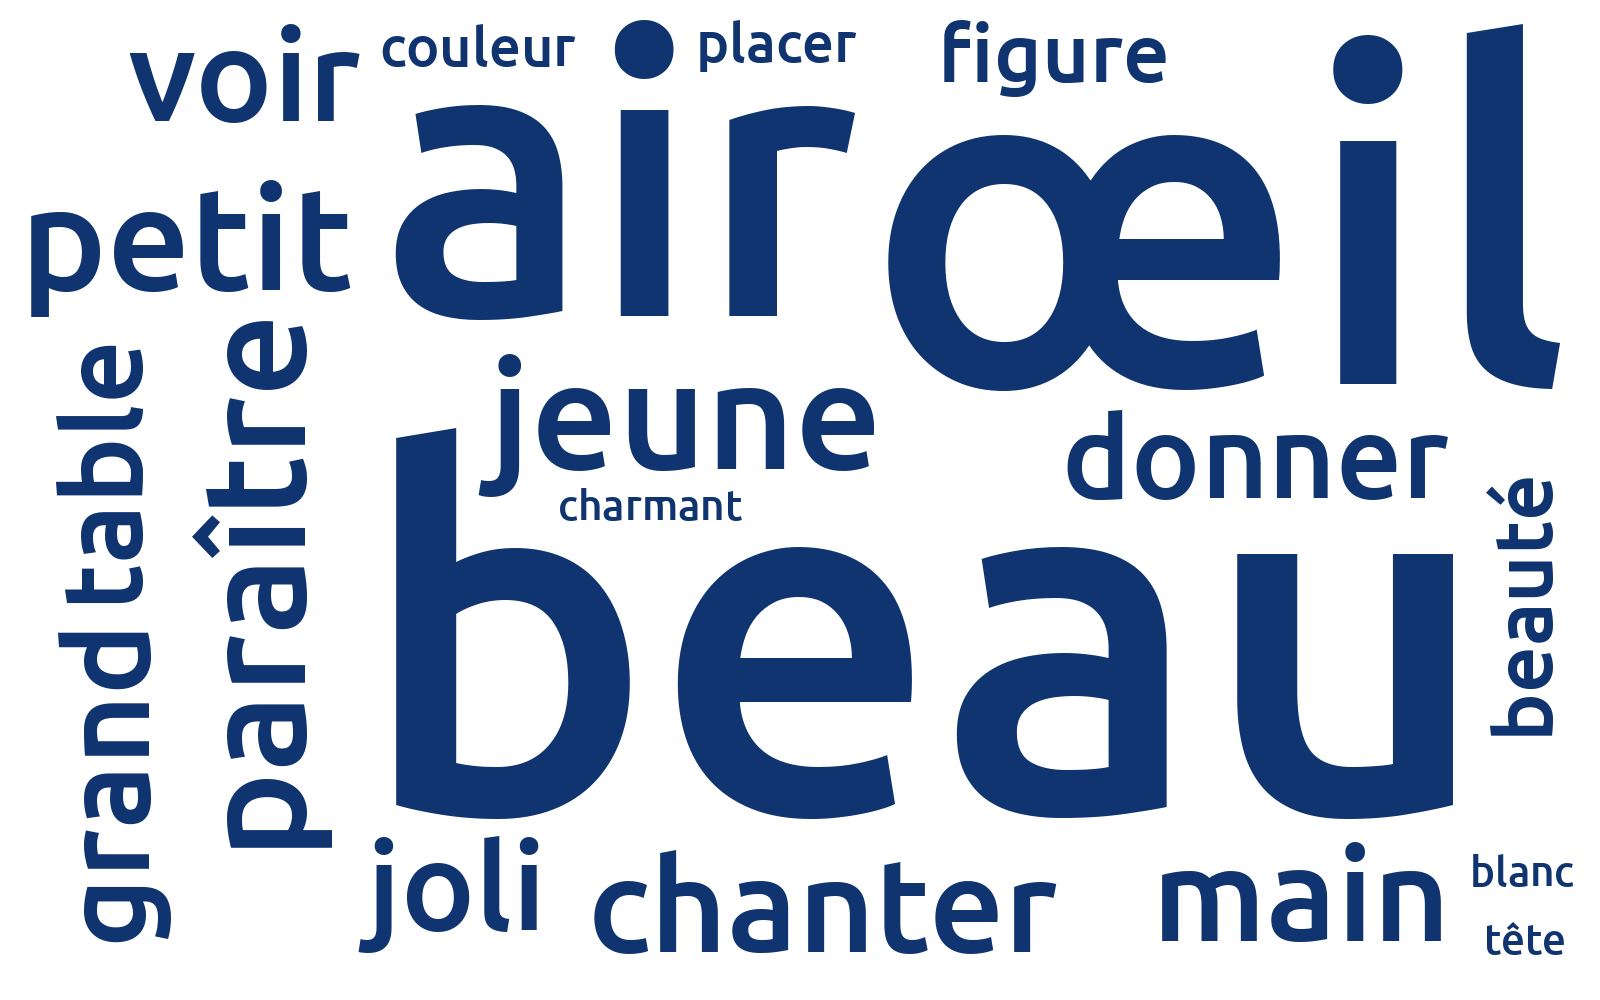 voir
couleur
air
placer
figure
œil
petit
paraître
table
grand
jeune
charmant
donner
beau
beauté
joli
chanter
main
blanc
tête